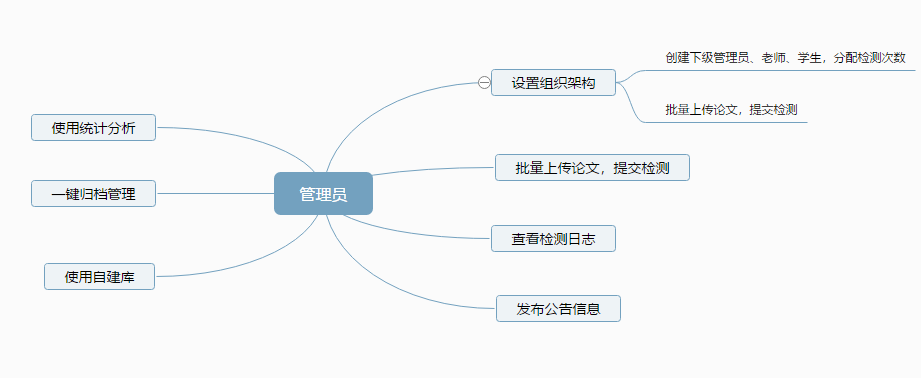 管理员
设置组织架构
创建下级管理员、老师、学生，分配检测次数
批量上传论文，提交检测
批量上传论文，提交检测
查看检测日志
发布公告信息
使用统计分析
一键归档管理
使用自建库